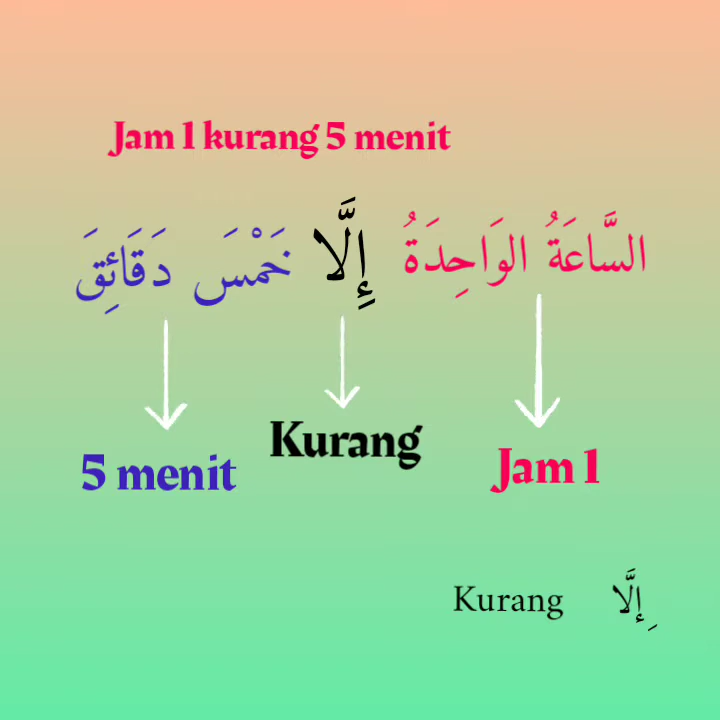 Jam 1 kurang 5 menit
السَّاعَةُ الوَاحِدَةُ إِلَّا خَمْسَ دَقَائِقَ
5 menit Kurang Jam 1
Kurang إِلَّا